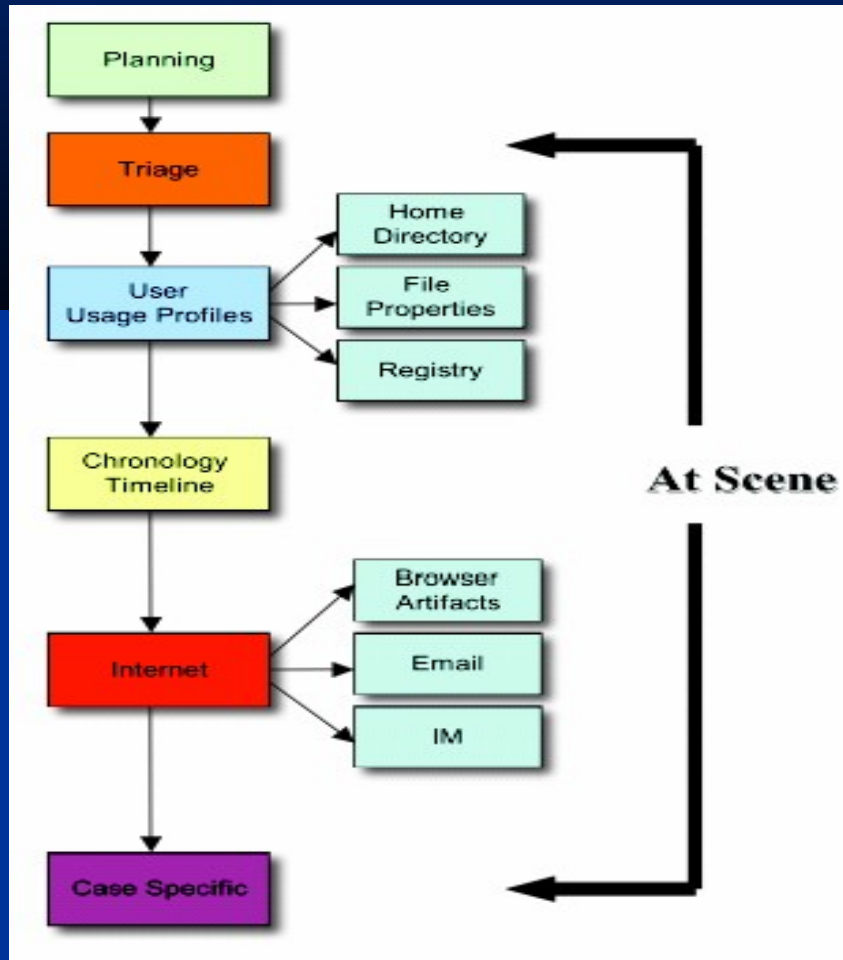 Planning
Triage
User
Usage Profiles
Home
Directory
File
Properties
Registry
Chronology
Timeline
At Scene
Internet
Browser
Artifacts
Email
IM
Case Specific